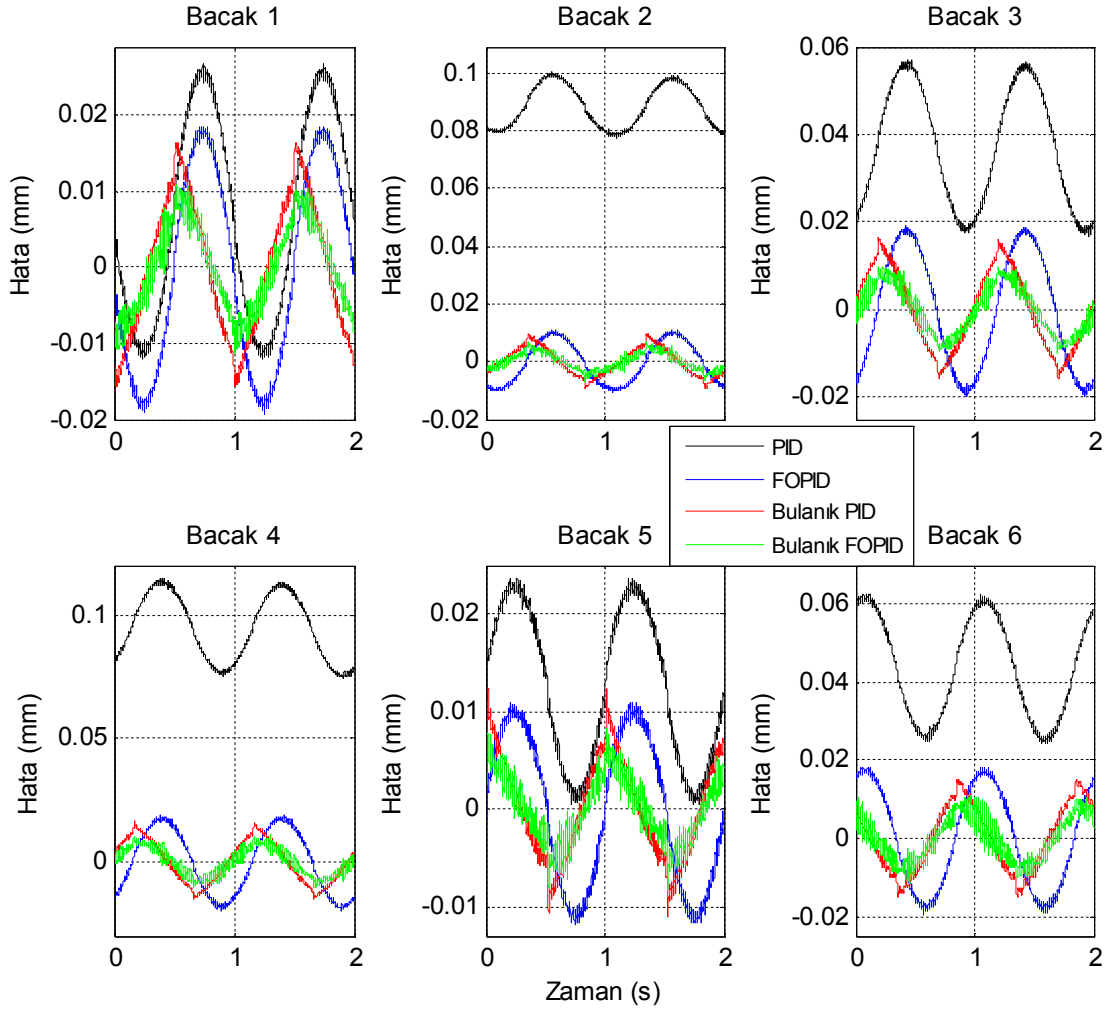 Bacak 1
Bacak 2
Bacak 3
Hata (mm)
0.02
0.01
0
-0.01
-0.02
0
1
2
Hata (mm)
0.1
0.08
0.06
0.04
0.02
0
-0.02
0
1
2
Hata (mm)
0.06
0.04
0.02
0
-0.02
0
1
2
PID
FOPID
Bulanık PID
Bulanık FOPID
Bacak 4
Bacak 5
Bacak 6
Hata (mm)
0.1
0.05
0
0
1
2
Hata (mm)
0.02
0.01
0
-0.01
0
1
2
Hata (mm)
0.06
0.04
0.02
0
-0.02
0
1
2
Zaman (s)